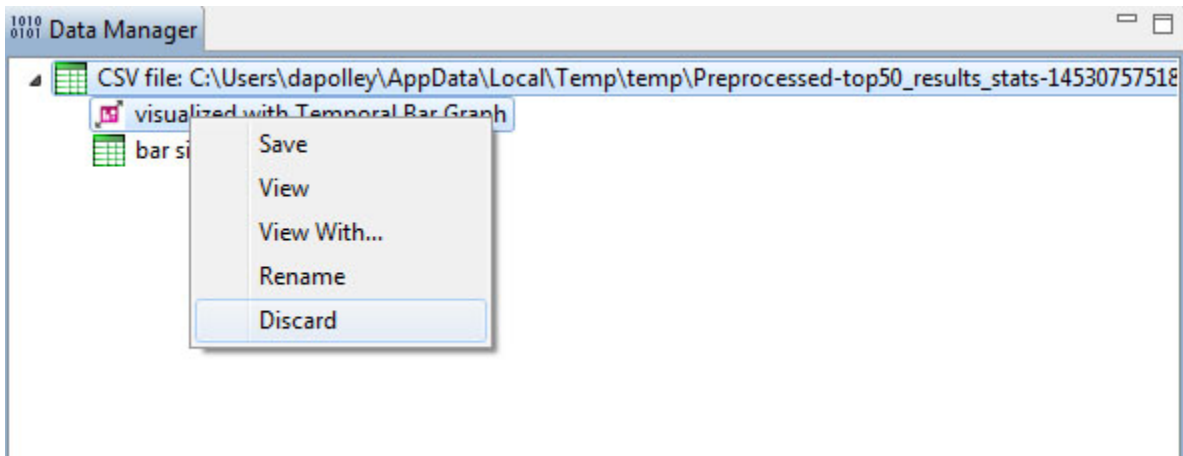 1010
0101 Data Manager
CSV file: C:\Users\dapolley\AppData\Local\Temp\temp\Preprocessed-top50_results_stats-14530757518
visualized with Temporal Bar Graph
bar si
Save
View
View With...
Rename
Discard